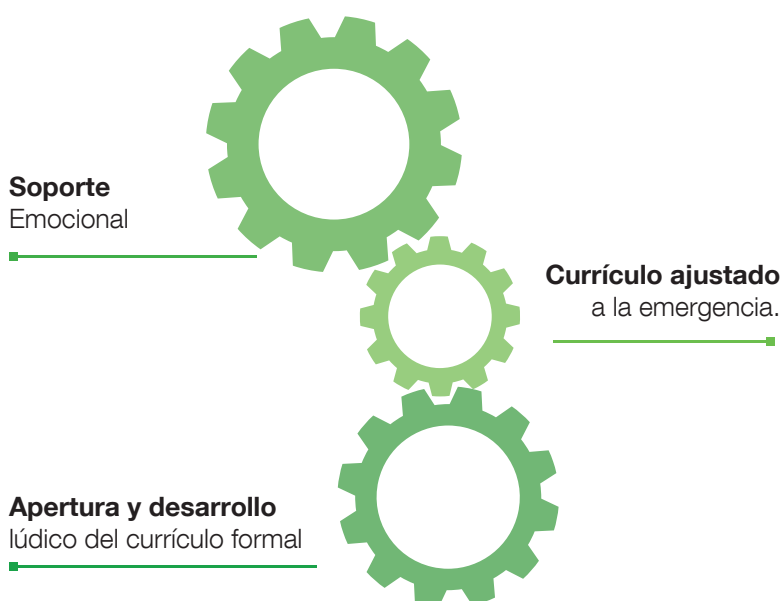 Soporte
Emocional
Currículo ajustado
a la emergencia.
Apertura y desarrollo
lúdico del currículo formal